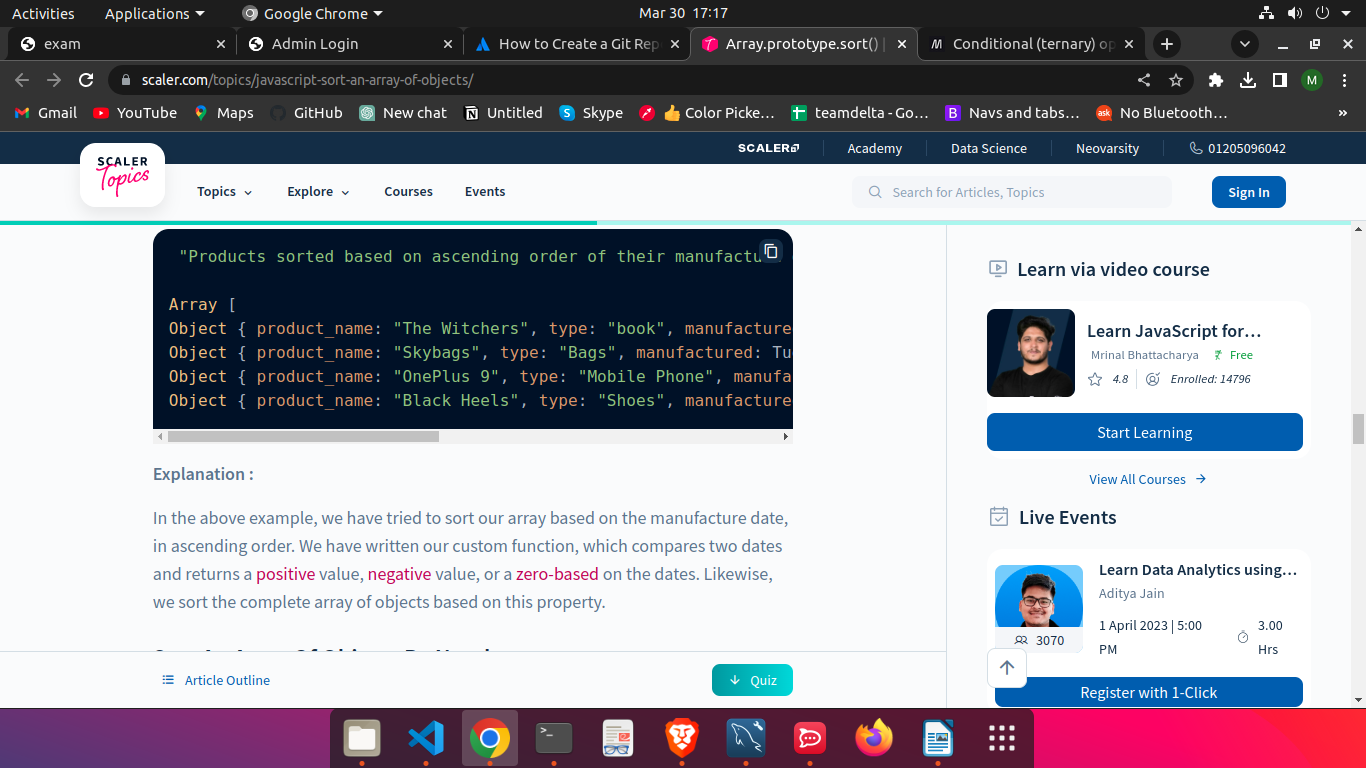 Activities Applications Google Chrome Mar 30 17:17
exam Admin Login How to Create a Git Rep Array.prototype.sort() | Conditional (ternary) op
scaler.com/topics/javascript-sort-an-array-of-objects/ M
Gmail YouTube Maps GitHub New chat Untitled Skype 👍 Color Picke… teamdelta - Go… Navs and tabs… No Bluetooth… »
SCALER Academy Data Science Neovarsity 01205096042
SCALER
Topics
Topics Explore Courses Events Search for Articles, Topics Sign In
"Products sorted based on ascending order of their manufactu
Array [
Object { product_name: "The Witchers", type: "book", manufacture
Object { product_name: "Skybags", type: "Bags", manufactured: Tu
Object { product_name: "OnePlus 9", type: "Mobile Phone", manufa
Object { product_name: "Black Heels", type: "Shoes", manufacture
Explanation :
In the above example, we have tried to sort our array based on the manufacture date,
in ascending order. We have written our custom function, which compares two dates
and returns a positive value, negative value, or a zero-based on the dates. Likewise,
we sort the complete array of objects based on this property.
Article Outline Quiz
Learn via video course
Learn JavaScript for…
Mrinal Bhattacharya Free
4.8 Enrolled: 14796
Start Learning
View All Courses
Live Events
Learn Data Analytics using…
Aditya Jain
1 April 2023 | 5:00 3.00
PM Hrs
3070
Register with 1-Click